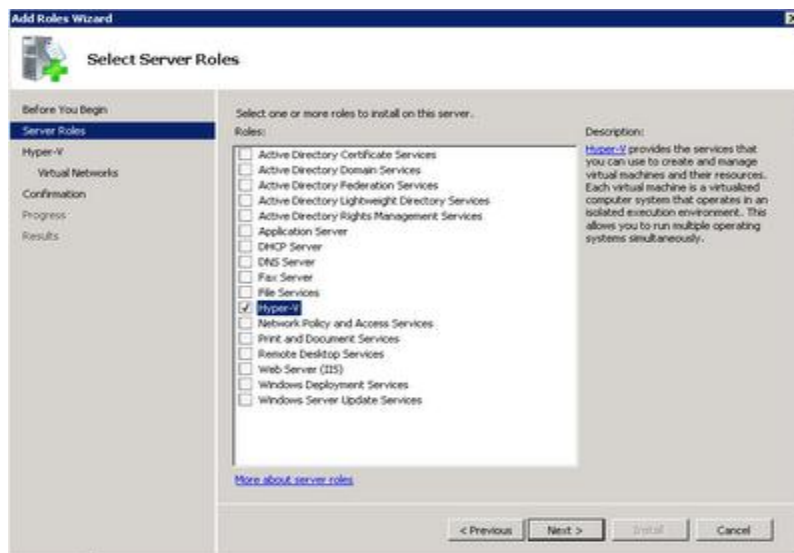 Add Roles Wizard
Select Server Roles
Before You Begin
Server Roles
Hyper-V
Virtual Networks
Confirmation
Progress
Results
Select one or more roles to install on this server.
Roles:
Active Directory Certificate Services
Active Directory Domain Services
Active Directory Federation Services
Active Directory Lightweight Directory Services
Active Directory Rights Management Services
Application Server
DHCP Server
DNS Server
Fax Server
File Services
Hyper-V
Network Policy and Access Services
Print and Document Services
Remote Desktop Services
Web Server (IIS)
Windows Deployment Services
Windows Server Update Services
More about server roles
Description:
Hyper-V provides the services that
you can use to create and manage
virtual machines and their resources.
Each virtual machine is a virtualized
computer system that operates in an
isolated execution environment. This
allows you to run multiple operating
systems simultaneously.
< Previous
Next >
Install
Cancel